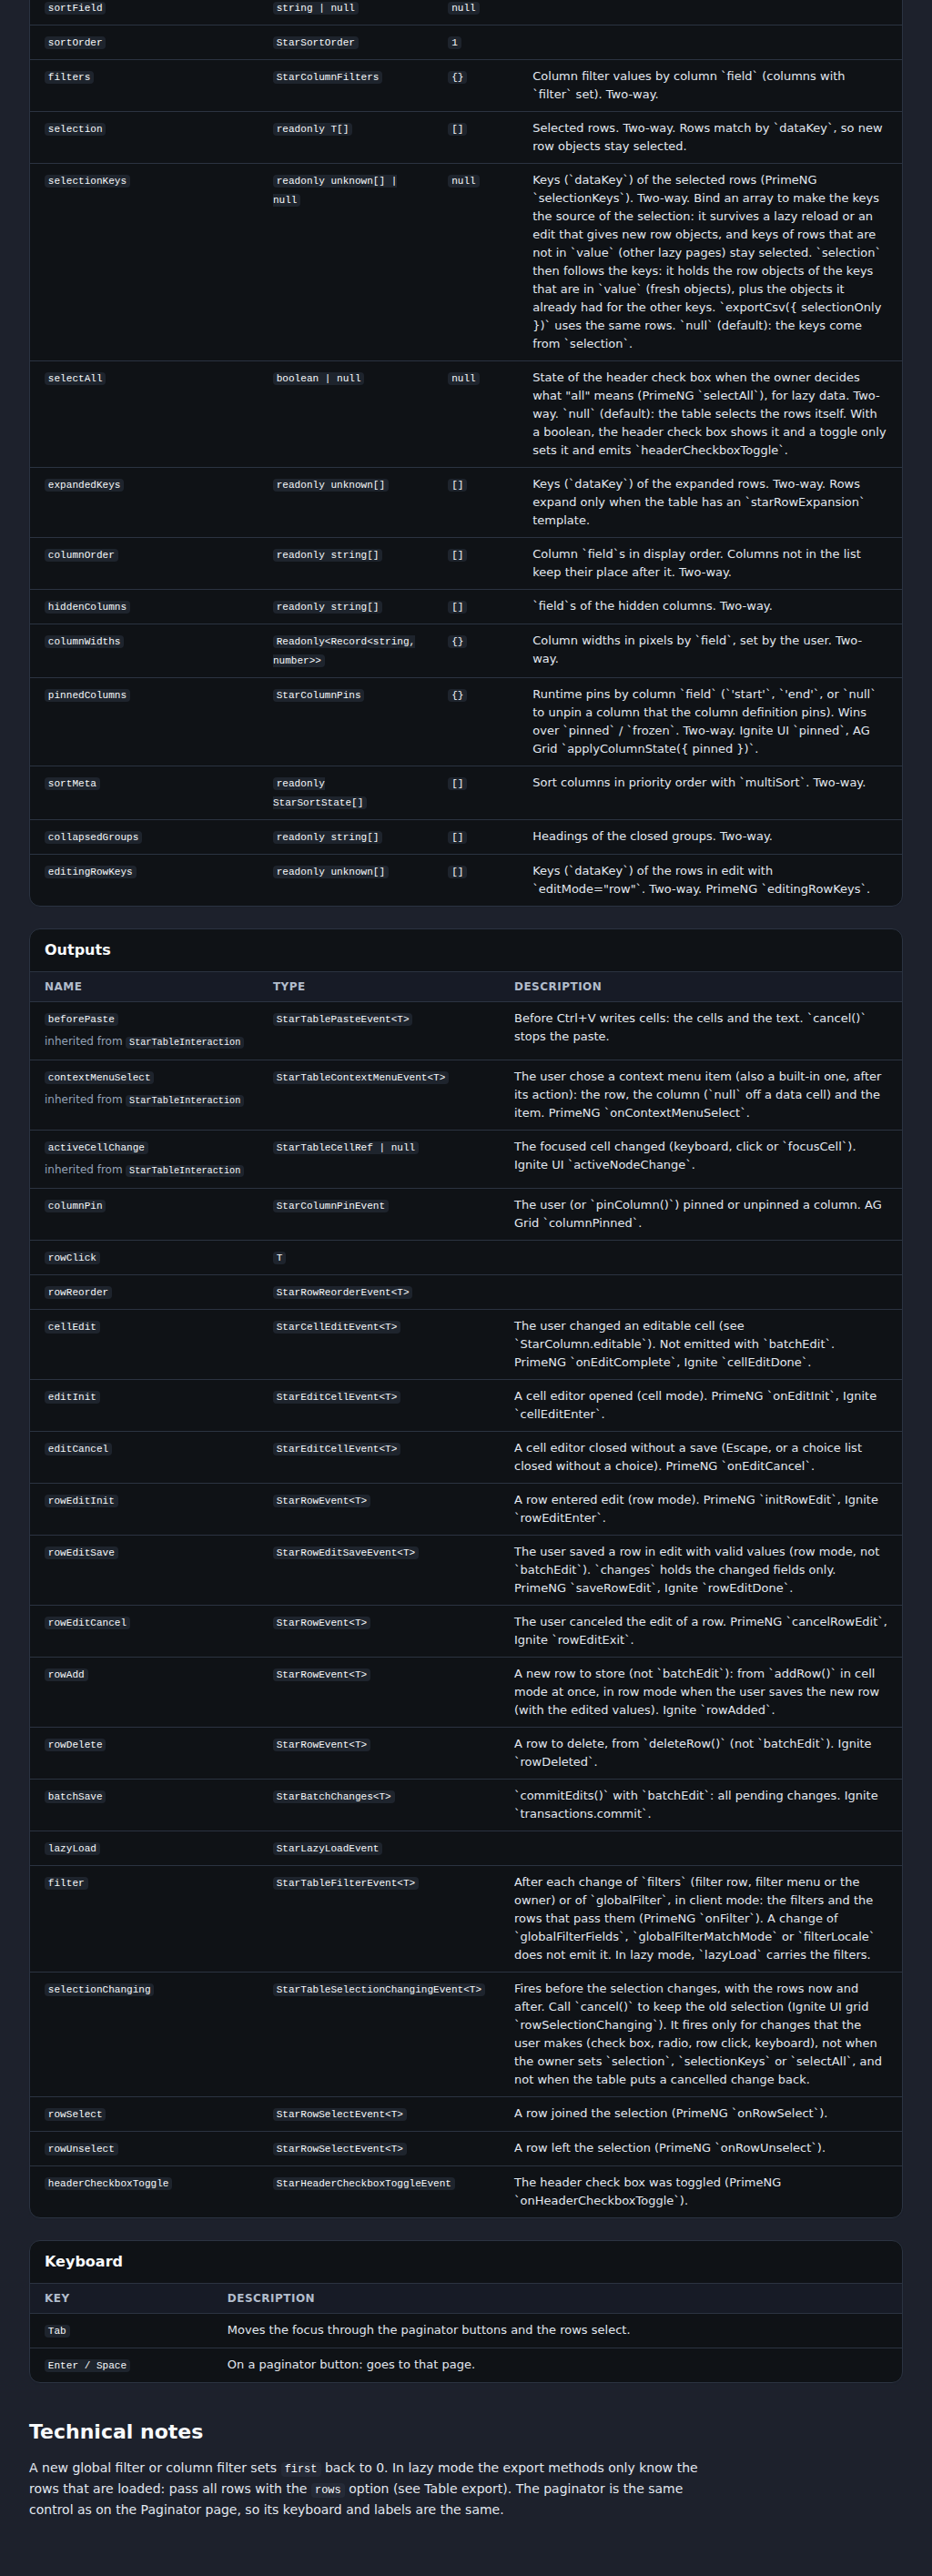 sortField string | null null
sortOrder StarSortOrder 1
filters StarColumnFilters {} Column filter values by column `field` (columns with
`filter` set). Two-way.
selection readonly T[] [] Selected rows. Two-way. Rows match by `dataKey`, so new
row objects stay selected.
selectionKeys readonly unknown[] | null Keys (`dataKey`) of the selected rows (PrimeNG
null `selectionKeys`). Two-way. Bind an array to make the keys
the source of the selection: it survives a lazy reload or an
edit that gives new row objects, and keys of rows that are
not in `value` (other lazy pages) stay selected. `selection`
then follows the keys: it holds the row objects of the keys
that are in `value` (fresh objects), plus the objects it
already had for the other keys. `exportCsv({ selectionOnly
})` uses the same rows. `null` (default): the keys come
from `selection`.
selectAll boolean | null null State of the header check box when the owner decides
what "all" means (PrimeNG `selectAll`), for lazy data. Two-
way. `null` (default): the table selects the rows itself. With
a boolean, the header check box shows it and a toggle only
sets it and emits `headerCheckboxToggle`.
expandedKeys readonly unknown[] [] Keys (`dataKey`) of the expanded rows. Two-way. Rows
expand only when the table has an `starRowExpansion`
template.
columnOrder readonly string[] [] Column `field`s in display order. Columns not in the list
keep their place after it. Two-way.
hiddenColumns readonly string[] [] `field`s of the hidden columns. Two-way.
columnWidths Readonly<Record<string, {} Column widths in pixels by `field`, set by the user. Two-
number>> way.
pinnedColumns StarColumnPins {} Runtime pins by column `field` (`'start'`, `'end'`, or `null`
to unpin a column that the column definition pins). Wins
over `pinned` / `frozen`. Two-way. Ignite UI `pinned`, AG
Grid `applyColumnState({ pinned })`.
sortMeta readonly [] Sort columns in priority order with `multiSort`. Two-way.
StarSortState[]
collapsedGroups readonly string[] [] Headings of the closed groups. Two-way.
editingRowKeys readonly unknown[] [] Keys (`dataKey`) of the rows in edit with
`editMode="row"`. Two-way. PrimeNG `editingRowKeys`.
Outputs
NAME TYPE DESCRIPTION
beforePaste StarTablePasteEvent<T> Before Ctrl+V writes cells: the cells and the text. `cancel()`
inherited from StarTableInteraction stops the paste.
contextMenuSelect StarTableContextMenuEvent<T> The user chose a context menu item (also a built-in one, after
inherited from StarTableInteraction its action): the row, the column (`null` off a data cell) and the
item. PrimeNG `onContextMenuSelect`.
activeCellChange StarTableCellRef | null The focused cell changed (keyboard, click or `focusCell`).
inherited from StarTableInteraction Ignite UI `activeNodeChange`.
columnPin StarColumnPinEvent The user (or `pinColumn()`) pinned or unpinned a column. AG
Grid `columnPinned`.
rowClick T
rowReorder StarRowReorderEvent<T>
cellEdit StarCellEditEvent<T> The user changed an editable cell (see
`StarColumn.editable`). Not emitted with `batchEdit`.
PrimeNG `onEditComplete`, Ignite `cellEditDone`.
editInit StarEditCellEvent<T> A cell editor opened (cell mode). PrimeNG `onEditInit`, Ignite
`cellEditEnter`.
editCancel StarEditCellEvent<T> A cell editor closed without a save (Escape, or a choice list
closed without a choice). PrimeNG `onEditCancel`.
rowEditInit StarRowEvent<T> A row entered edit (row mode). PrimeNG `initRowEdit`, Ignite
`rowEditEnter`.
rowEditSave StarRowEditSaveEvent<T> The user saved a row in edit with valid values (row mode, not
`batchEdit`). `changes` holds the changed fields only.
PrimeNG `saveRowEdit`, Ignite `rowEditDone`.
rowEditCancel StarRowEvent<T> The user canceled the edit of a row. PrimeNG `cancelRowEdit`,
Ignite `rowEditExit`.
rowAdd StarRowEvent<T> A new row to store (not `batchEdit`): from `addRow()` in cell
mode at once, in row mode when the user saves the new row
(with the edited values). Ignite `rowAdded`.
rowDelete StarRowEvent<T> A row to delete, from `deleteRow()` (not `batchEdit`). Ignite
`rowDeleted`.
batchSave StarBatchChanges<T> `commitEdits()` with `batchEdit`: all pending changes. Ignite
`transactions.commit`.
lazyLoad StarLazyLoadEvent
filter StarTableFilterEvent<T> After each change of `filters` (filter row, filter menu or the
owner) or of `globalFilter`, in client mode: the filters and the
rows that pass them (PrimeNG `onFilter`). A change of
`globalFilterFields`, `globalFilterMatchMode` or `filterLocale`
does not emit it. In lazy mode, `lazyLoad` carries the filters.
selectionChanging StarTableSelectionChangingEvent<T> Fires before the selection changes, with the rows now and
after. Call `cancel()` to keep the old selection (Ignite UI grid
`rowSelectionChanging`). It fires only for changes that the
user makes (check box, radio, row click, keyboard), not when
the owner sets `selection`, `selectionKeys` or `selectAll`, and
not when the table puts a cancelled change back.
rowSelect StarRowSelectEvent<T> A row joined the selection (PrimeNG `onRowSelect`).
rowUnselect StarRowSelectEvent<T> A row left the selection (PrimeNG `onRowUnselect`).
headerCheckboxToggle StarHeaderCheckboxToggleEvent The header check box was toggled (PrimeNG
`onHeaderCheckboxToggle`).
Keyboard
KEY DESCRIPTION
Tab Moves the focus through the paginator buttons and the rows select.
Enter / Space On a paginator button: goes to that page.
Technical notes
A new global filter or column filter sets first back to 0. In lazy mode the export methods only know the
rows that are loaded: pass all rows with the rows option (see Table export). The paginator is the same
control as on the Paginator page, so its keyboard and labels are the same.